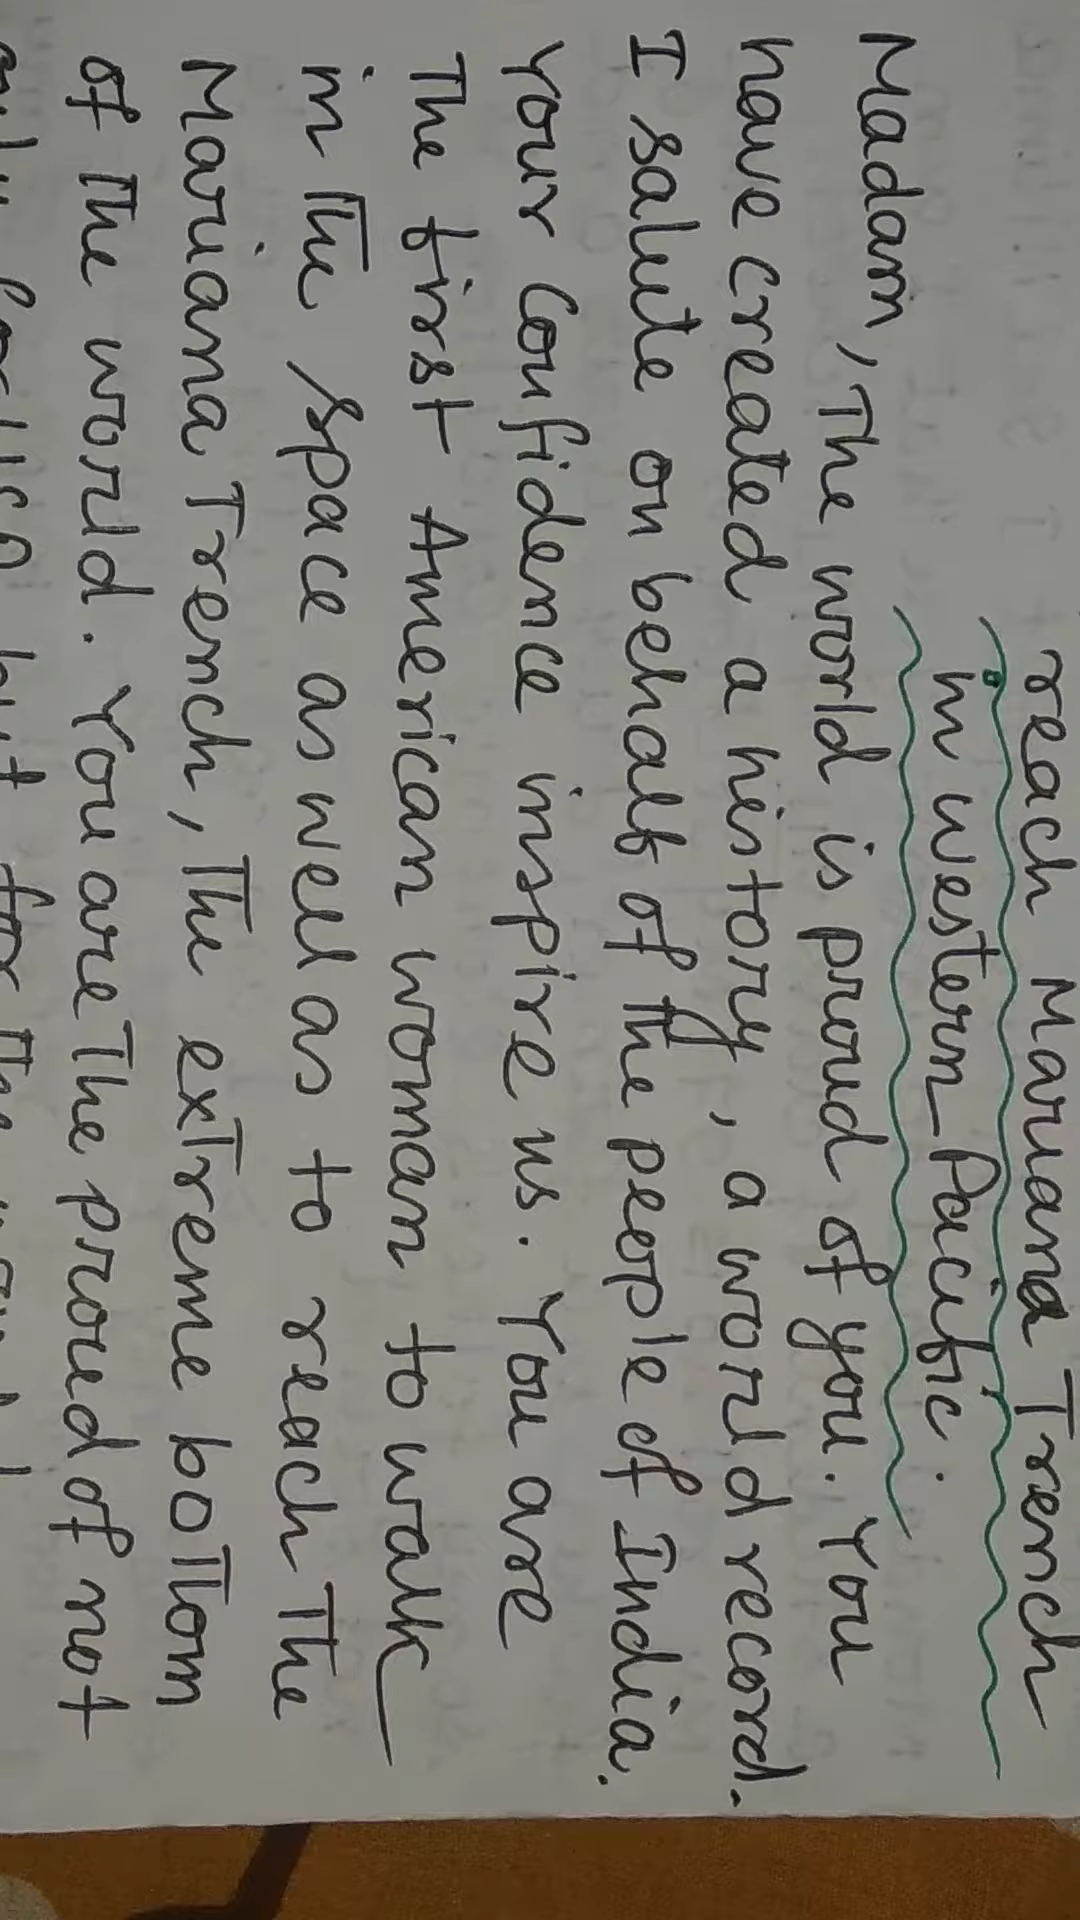 reach Mariana Trench
in western Pacific.
Madam, The world is proud of you. You
have created a history, a world record.
I salute on behalf of the people of India.
Your Confidence inspire us. You are
The first American woman to walk
in the space as well as to reach The
Mariana Trench, The extreme bottom
of the world. You are The proud of not